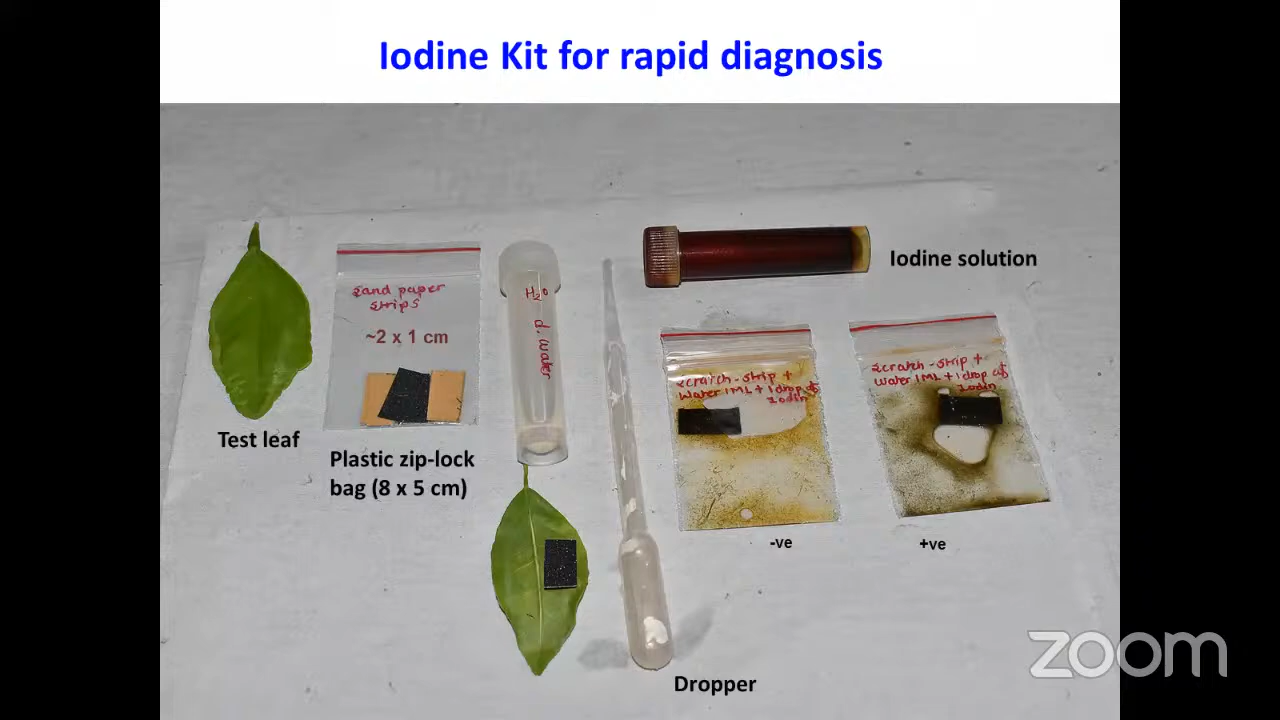 Iodine Kit for rapid diagnosis
Sand paper
strips
~2 x 1 cm
H2O
d. water
Iodine solution
Scratch-strip +
Water 1ML + 1 drop of
Iodin
Scratch-strip +
Water 1ML + 1 drop of
Iodin
Test leaf
Plastic zip-lock
bag (8 x 5 cm)
-ve
+ve
Dropper
zoom